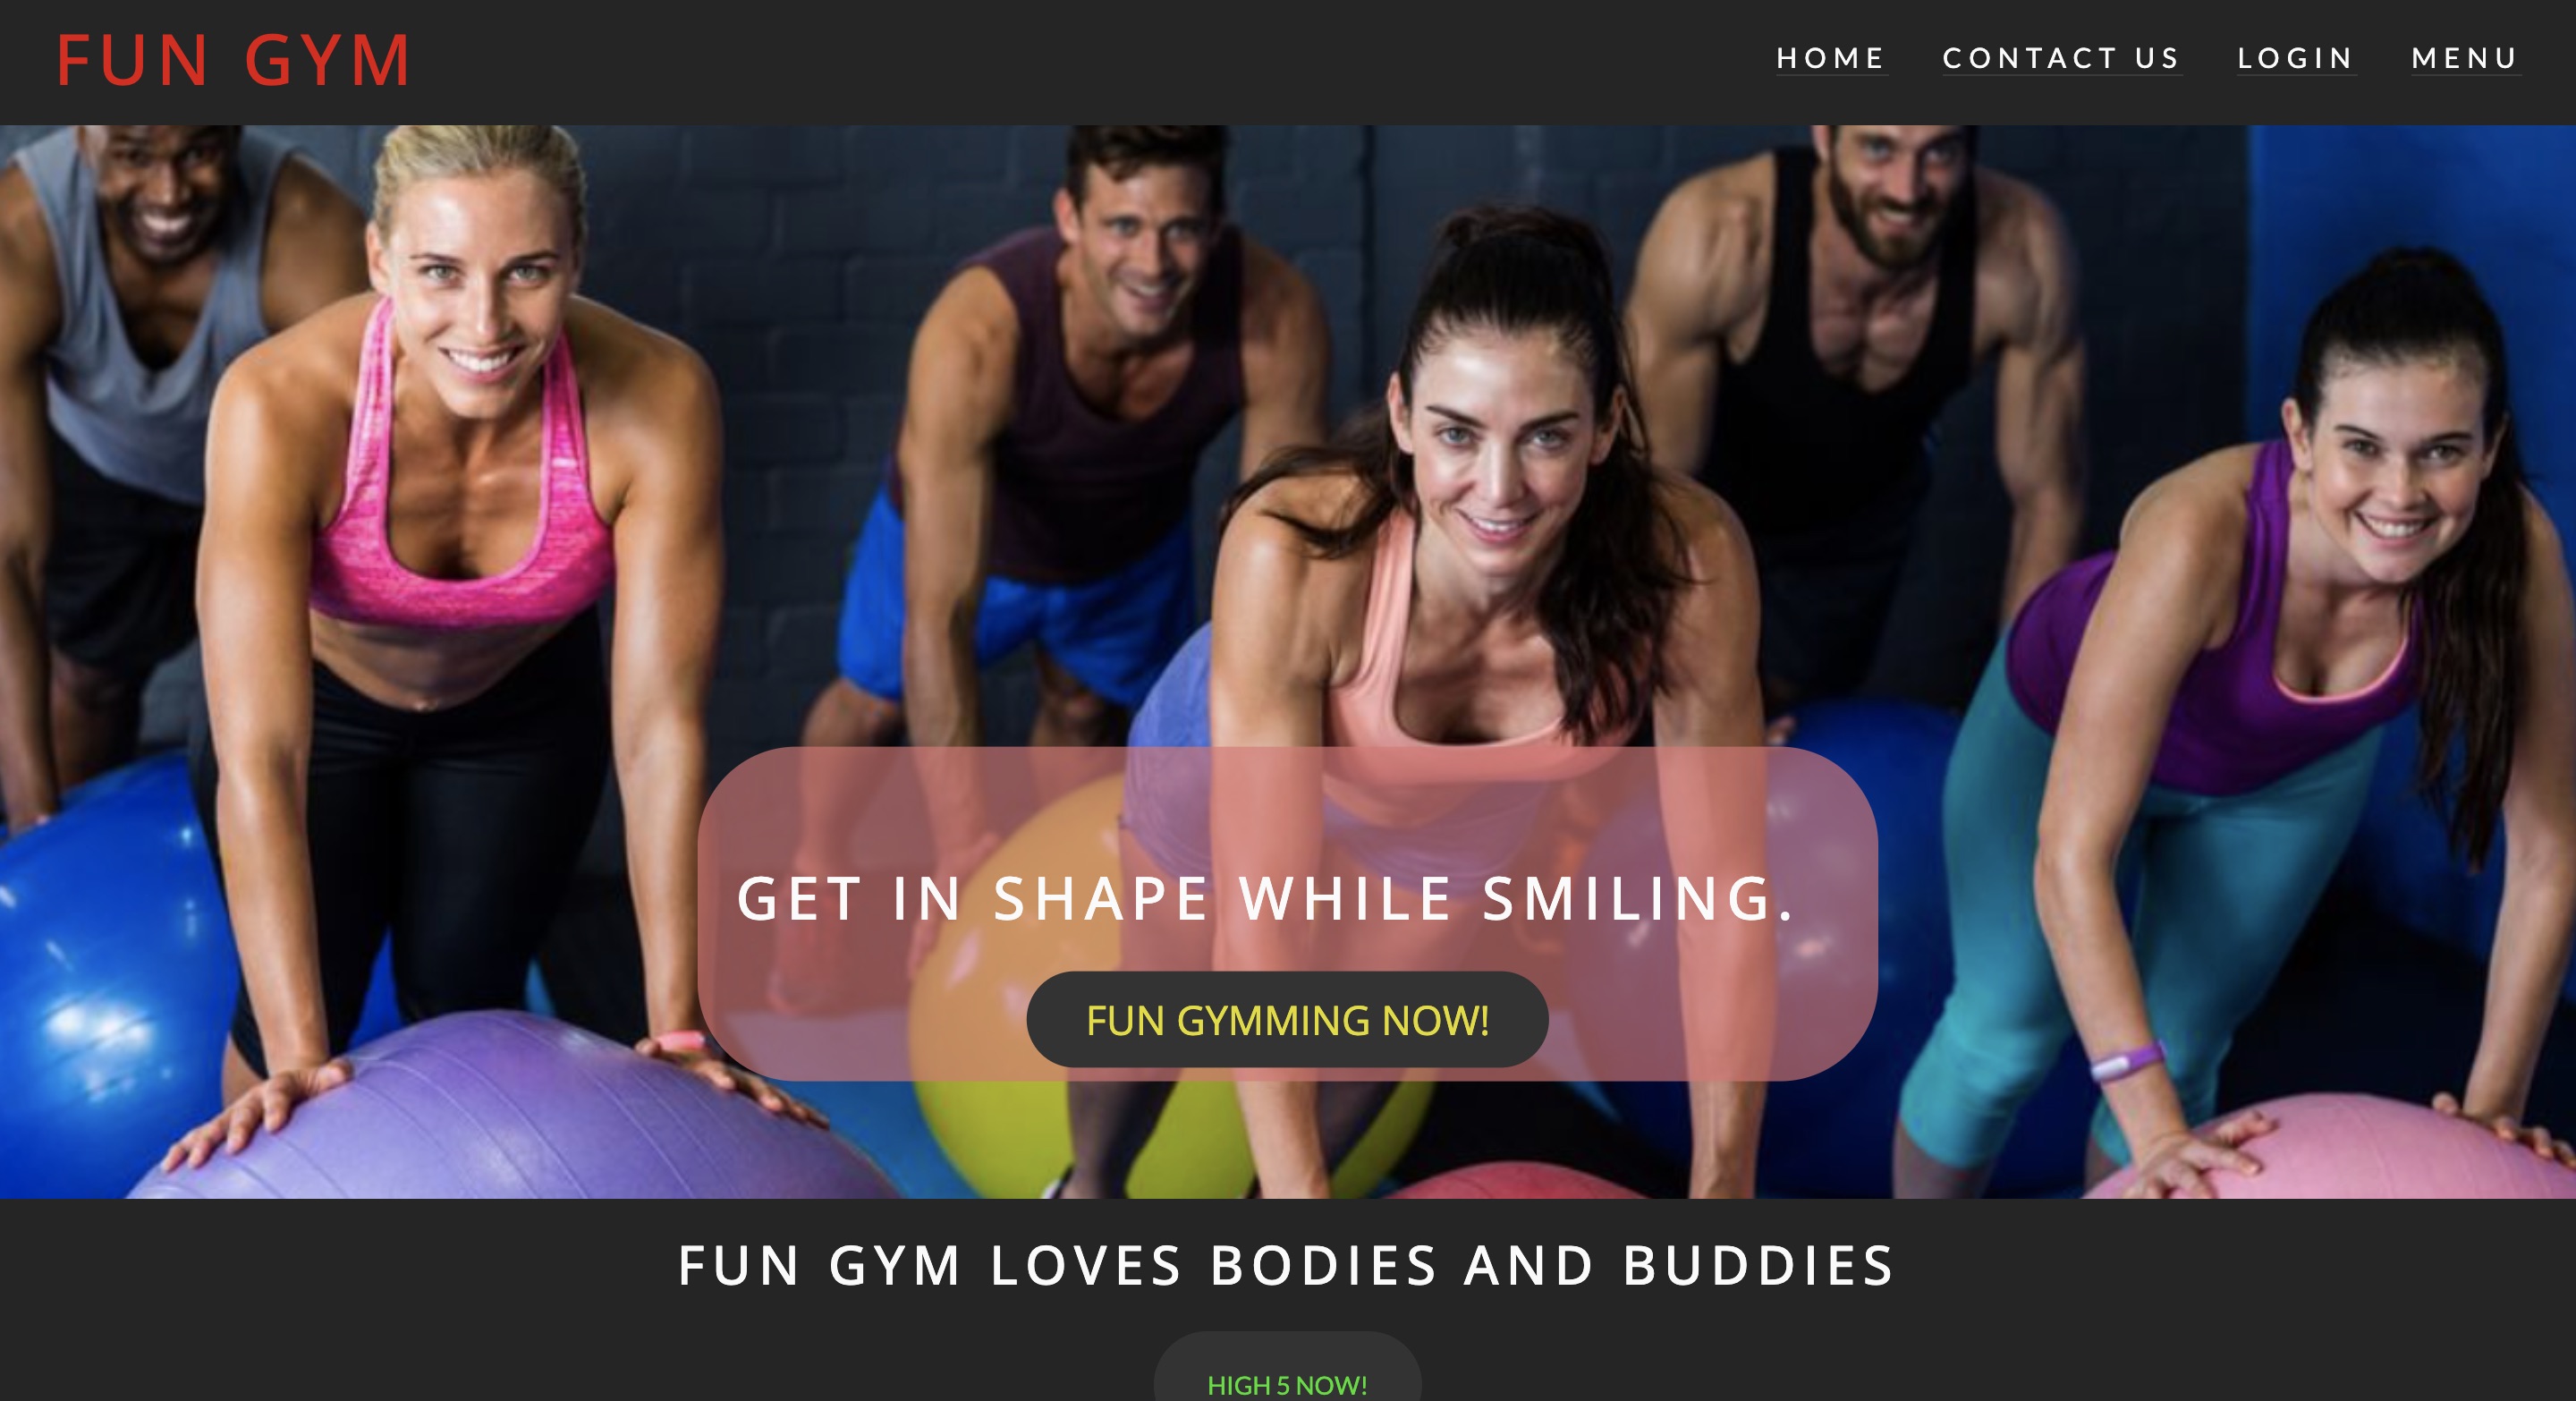 FUN GYM
HOME CONTACT US LOGIN MENU
GET IN SHAPE WHILE SMILING.
FUN GYMMING NOW!
FUN GYM LOVES BODIES AND BUDDIES
HIGH 5 NOW!